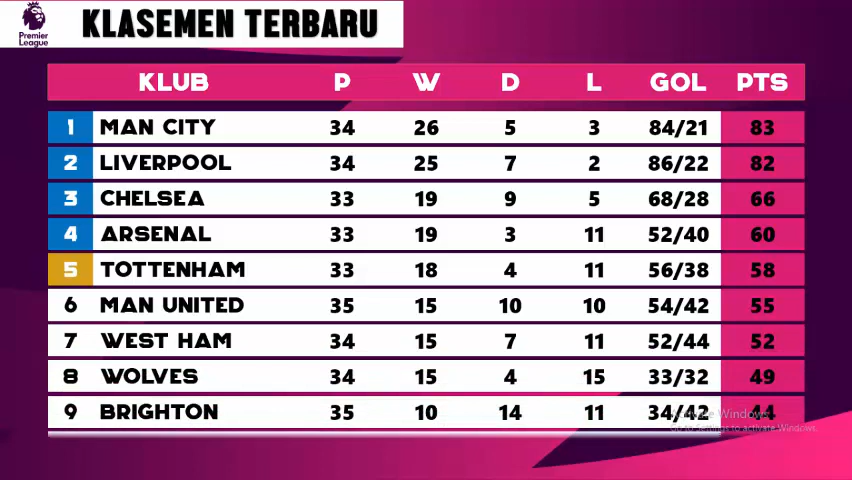 Premier
League
KLASEMEN TERBARU
KLUB P W D L GOL PTS
1 MAN CITY 34 26 5 3 84/21 83
2 LIVERPOOL 34 25 7 2 86/22 82
3 CHELSEA 33 19 9 5 68/28 66
4 ARSENAL 33 19 3 11 52/40 60
5 TOTTENHAM 33 18 4 11 56/38 58
6 MAN UNITED 35 15 10 10 54/42 55
7 WEST HAM 34 15 7 11 52/44 52
8 WOLVES 34 15 4 15 33/32 49
9 BRIGHTON 35 10 14 11 34/42 44
Activate Windows
Go to Settings to activate Windows.